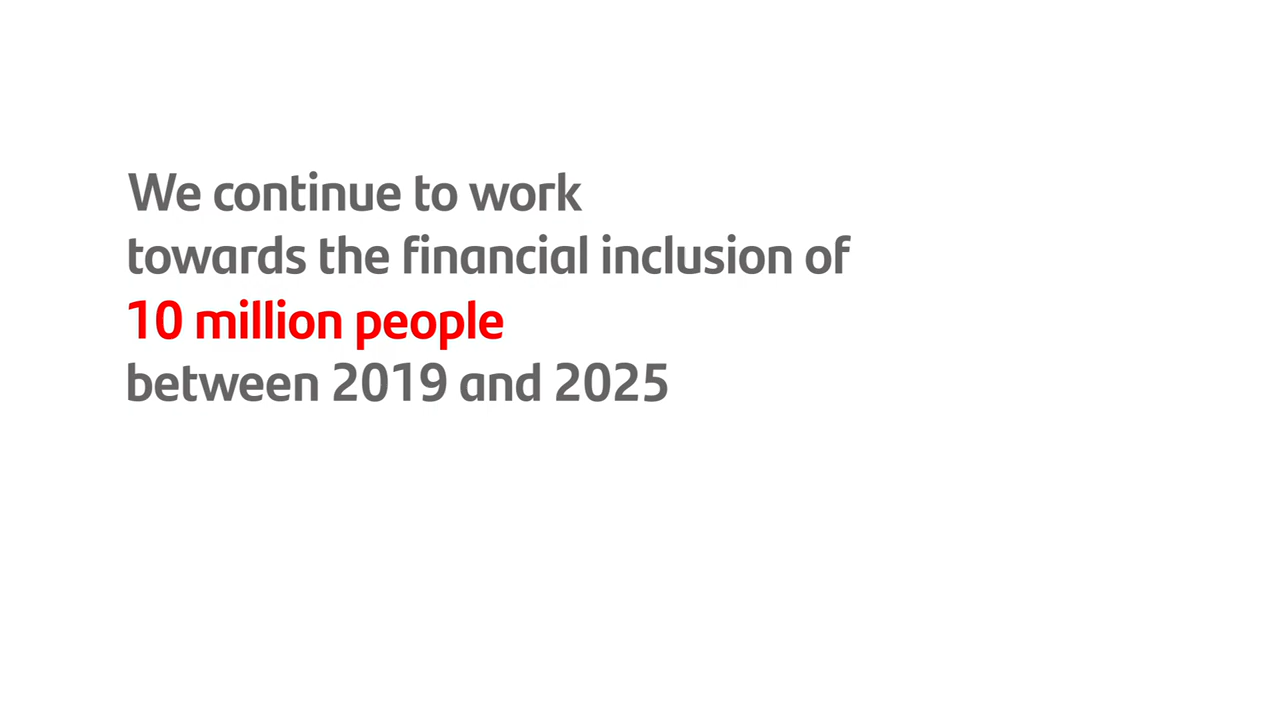 We continue to work
towards the financial inclusion of
10 million people
between 2019 and 2025